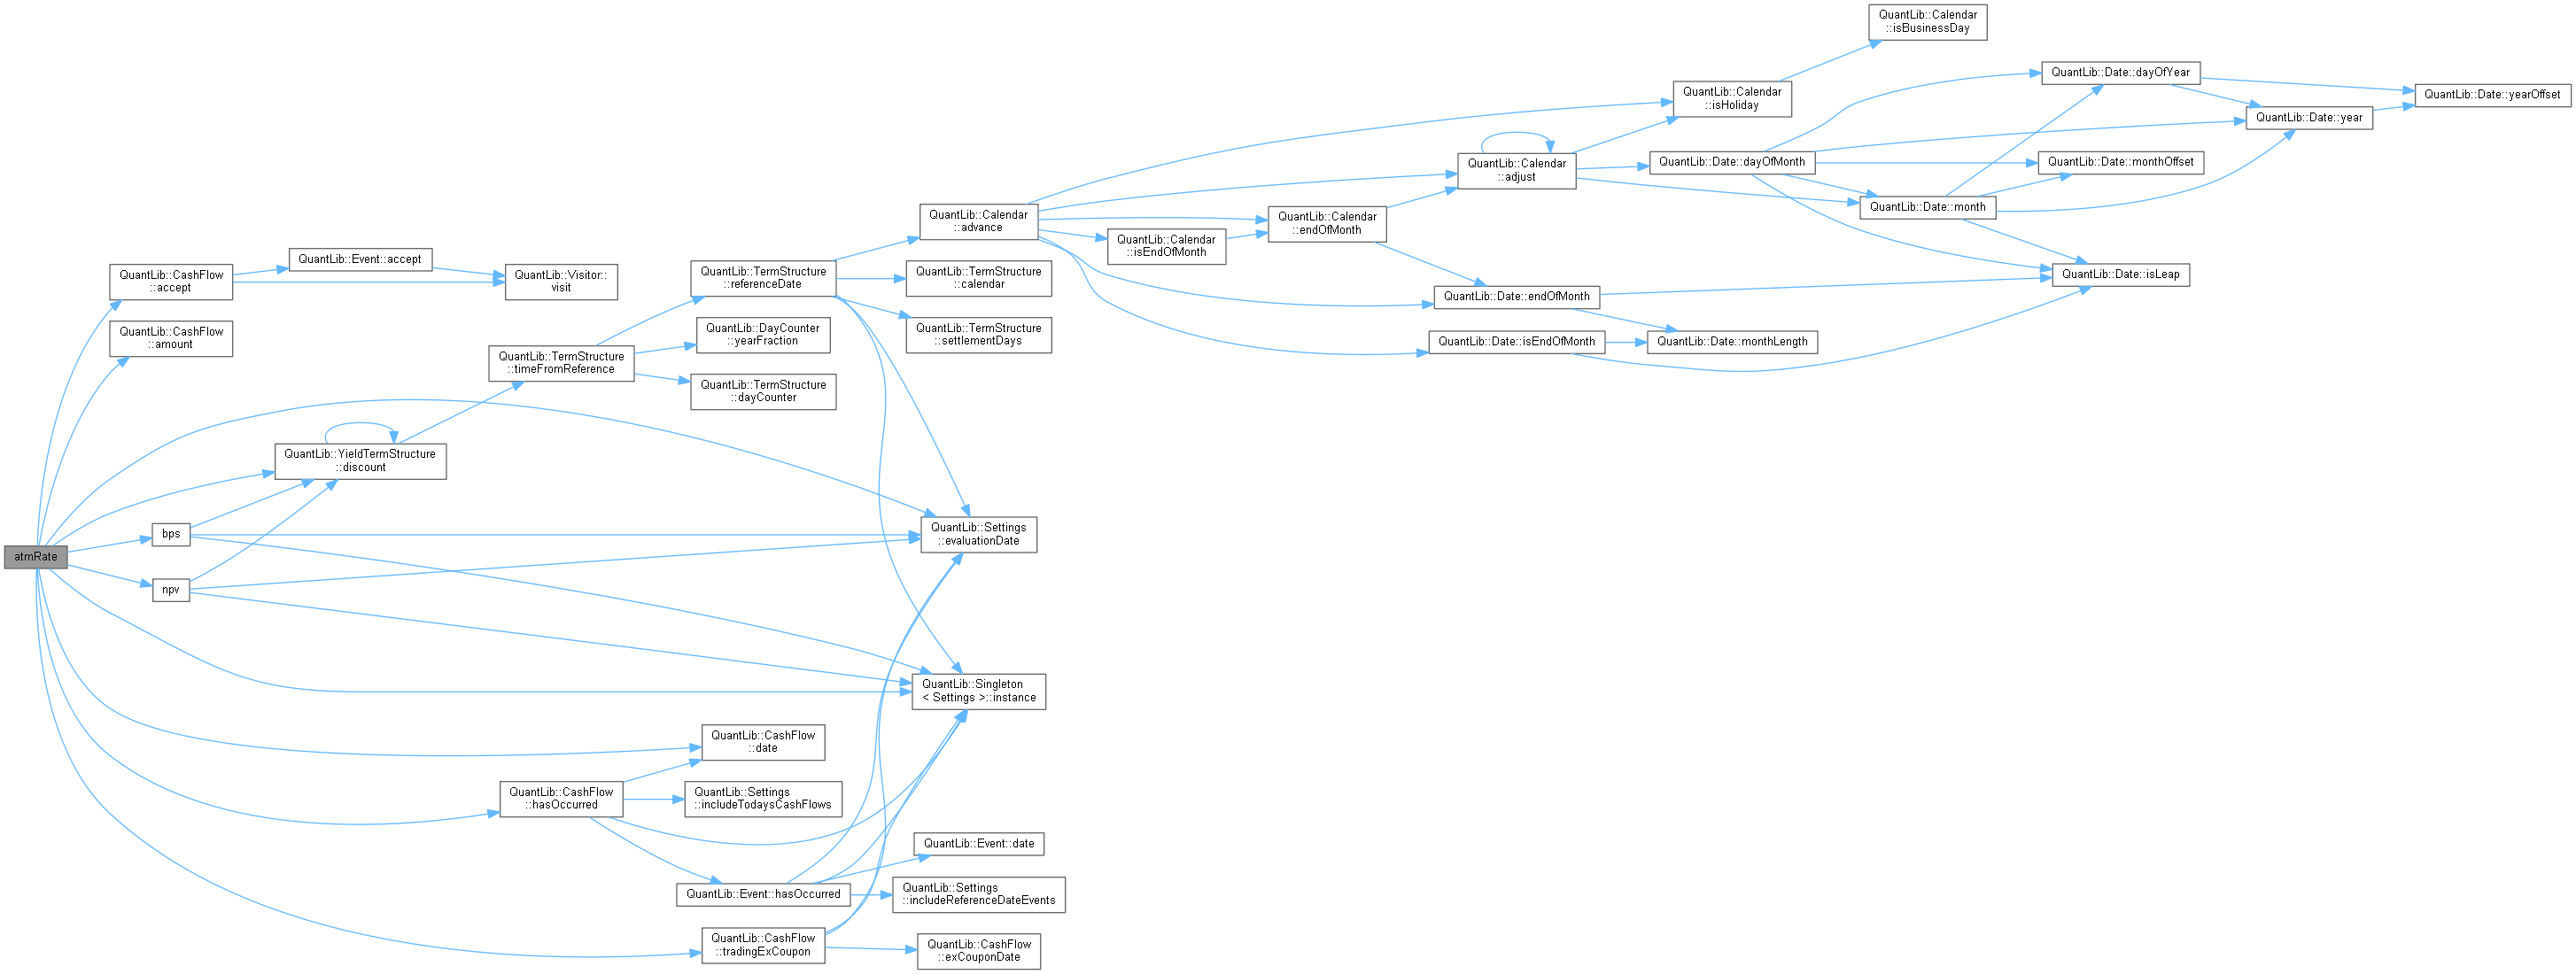 atmRate
QuantLib::CashFlow
::accept
QuantLib::Event::accept
QuantLib::Visitor::
visit
QuantLib::CashFlow
::amount
QuantLib::YieldTermStructure
::discount
bps
npv
QuantLib::TermStructure
::timeFromReference
QuantLib::TermStructure
::referenceDate
QuantLib::DayCounter
::yearFraction
QuantLib::TermStructure
::dayCounter
QuantLib::Calendar
::advance
QuantLib::TermStructure
::calendar
QuantLib::TermStructure
::settlementDays
QuantLib::Calendar
::isEndOfMonth
QuantLib::Calendar
::endOfMonth
QuantLib::Calendar
::adjust
QuantLib::Date::endOfMonth
QuantLib::Date::isEndOfMonth
QuantLib::Calendar
::isHoliday
QuantLib::Calendar
::isBusinessDay
QuantLib::Date::dayOfMonth
QuantLib::Date::month
QuantLib::Date::monthLength
QuantLib::Date::dayOfYear
QuantLib::Date::monthOffset
QuantLib::Date::isLeap
QuantLib::Date::year
QuantLib::Date::yearOffset
QuantLib::Settings
::evaluationDate
QuantLib::Singleton
< Settings >::instance
QuantLib::CashFlow
::date
QuantLib::CashFlow
::hasOccurred
QuantLib::Settings
::includeTodaysCashFlows
QuantLib::Event::hasOccurred
QuantLib::Event::date
QuantLib::Settings
::includeReferenceDateEvents
QuantLib::CashFlow
::tradingExCoupon
QuantLib::CashFlow
::exCouponDate